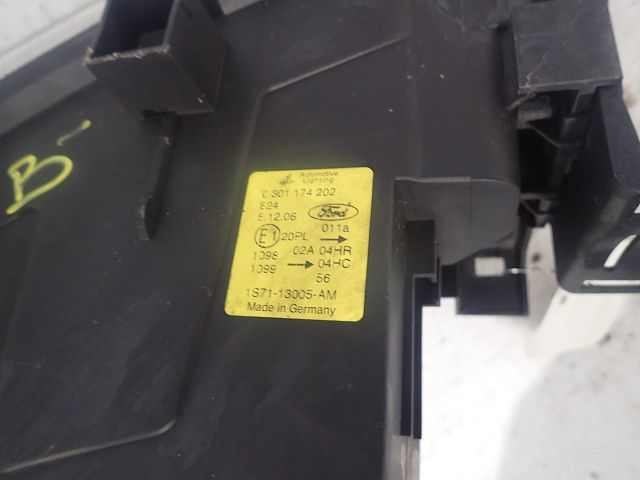 B-
Automotive
Lighting
0 301 174 202
E24
5.12.06 Ford
011a
E1 20PL
02A 04HR
1098
04HC
1099
56
1S71-13005-AM
Made in Germany